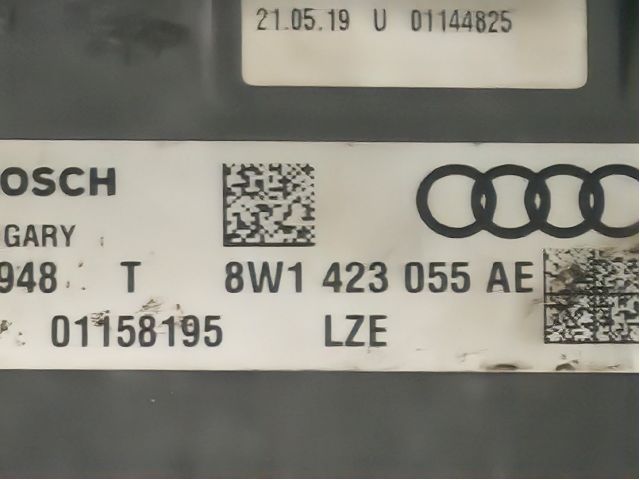 21.05.19 U 01144825
OSCH
GARY
948 T 8W1 423 055 AE
01158195 LZE